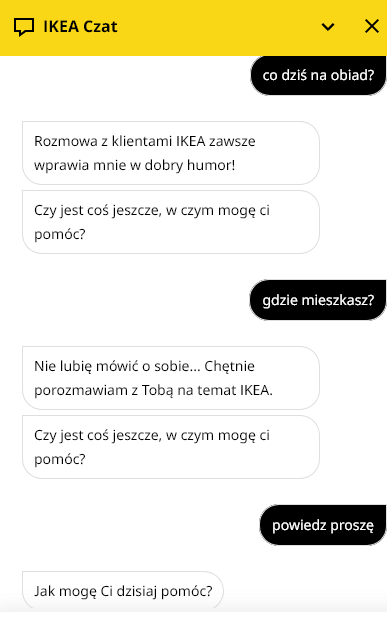 IKEA Czat
co dziś na obiad?
Rozmowa z klientami IKEA zawsze
wprawia mnie w dobry humor!
Czy jest coś jeszcze, w czym mogę ci
pomóc?
gdzie mieszkasz?
Nie lubię mówić o sobie... Chętnie
porozmawiam z Tobą na temat IKEA.
Czy jest coś jeszcze, w czym mogę ci
pomóc?
powiedz proszę
Jak mogę Ci dzisiaj pomóc?